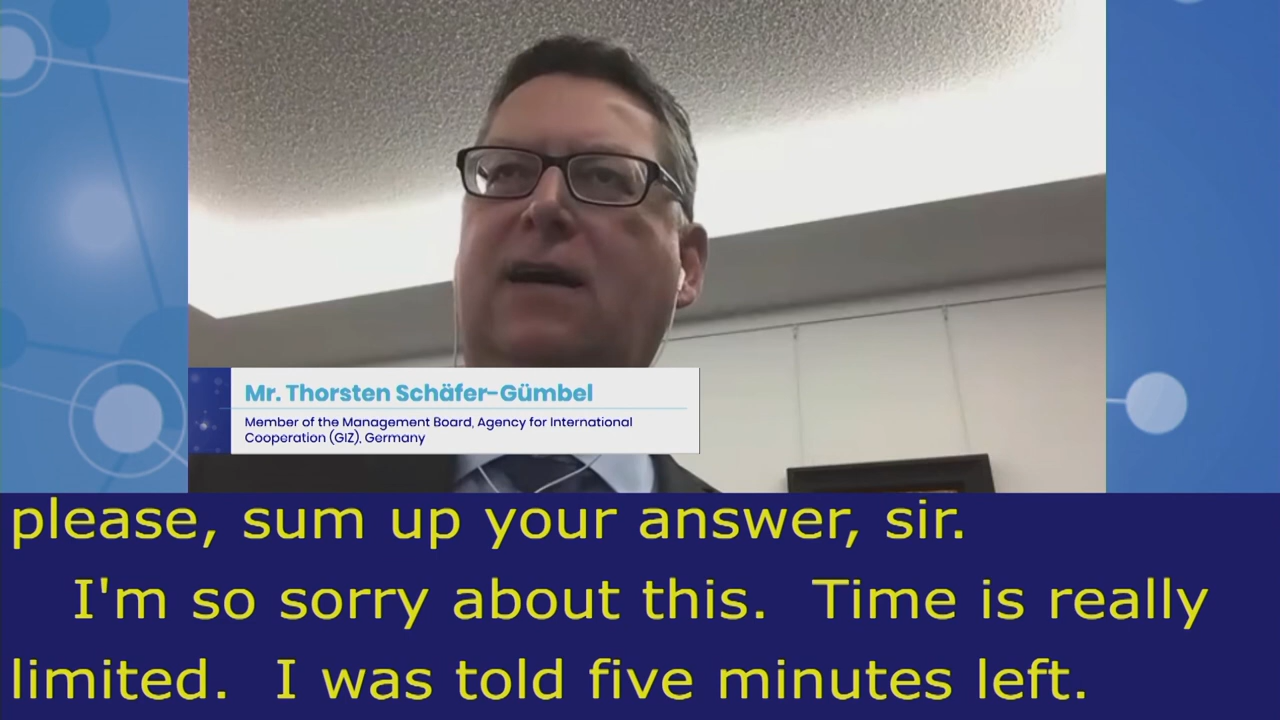 Mr. Thorsten Schäfer-Gümbel
Member of the Management Board, Agency for International
Cooperation (GIZ), Germany
please, sum up your answer, sir.
I'm so sorry about this. Time is really
limited. I was told five minutes left.